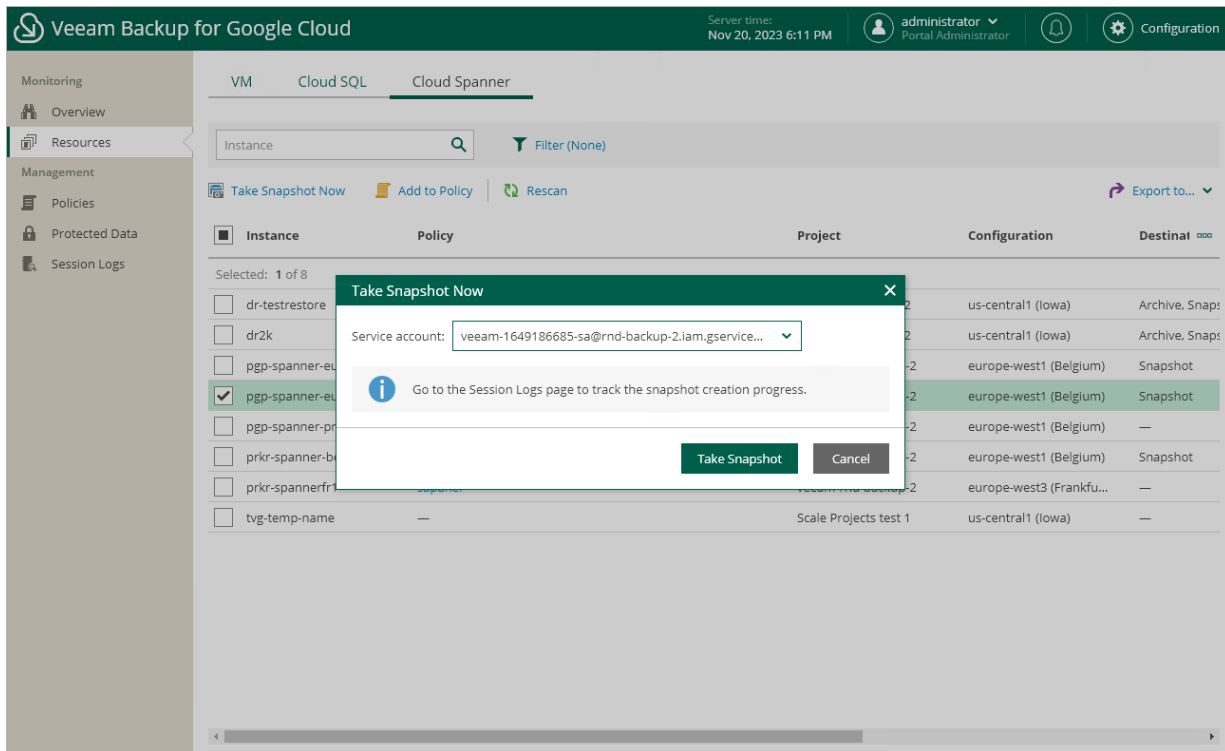 Veeam Backup for Google Cloud
Server time:
Nov 20, 2023 6:11 PM
administrator
Portal Administrator
Configuration
Monitoring
Overview
Resources
Management
Policies
Protected Data
Session Logs
VM Cloud SQL Cloud Spanner
Instance Filter (None)
Take Snapshot Now Add to Policy Rescan Export to...
Instance Policy Project Configuration Destinat
Selected: 1 of 8
Take Snapshot Now
Service account: veeam-1649186685-sa@rnd-backup-2.iam.gservice...
Go to the Session Logs page to track the snapshot creation progress.
Take Snapshot Cancel
dr-testrestore 2 us-central1 (Iowa) Archive, Snaps
dr2k 2 us-central1 (Iowa) Archive, Snaps
pgp-spanner-eu -2 europe-west1 (Belgium) Snapshot
pgp-spanner-eu -2 europe-west1 (Belgium) Snapshot
pgp-spanner-pr -2 europe-west1 (Belgium) —
prkr-spanner-be -2 europe-west1 (Belgium) Snapshot
prkr-spannerfr1 europe-west3 (Frankfu... —
tvg-temp-name — Scale Projects test 1 us-central1 (Iowa) —